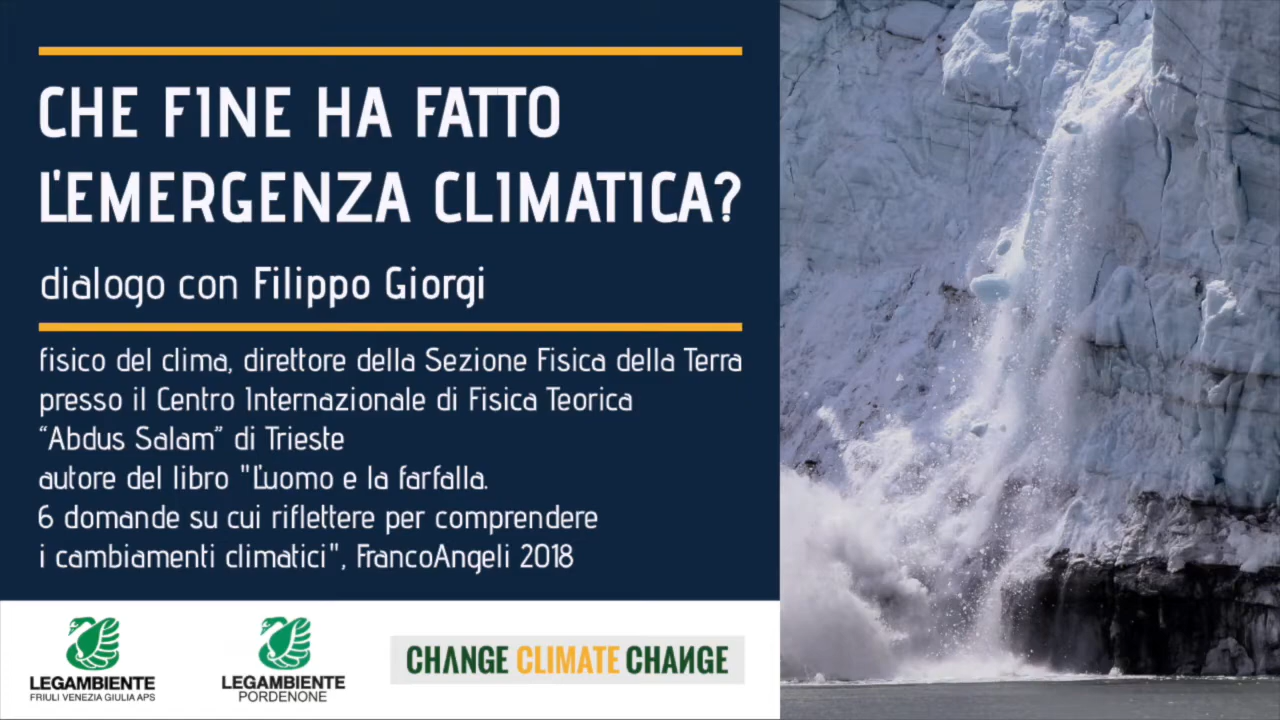 CHE FINE HA FATTO
L'EMERGENZA CLIMATICA?
dialogo con Filippo Giorgi
fisico del clima, direttore della Sezione Fisica della Terra
presso il Centro Internazionale di Fisica Teorica
“Abdus Salam” di Trieste
autore del libro "L'uomo e la farfalla.
6 domande su cui riflettere per comprendere
i cambiamenti climatici", FrancoAngeli 2018
LEGAMBIENTE
FRIULI VENEZIA GIULIA APS
LEGAMBIENTE
PORDENONE
CHANGE CLIMATE CHANGE